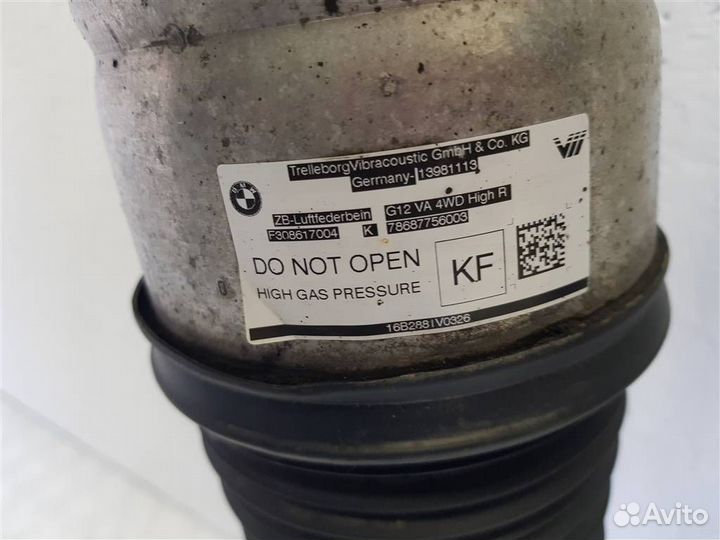 TrelleborgVibracoustic GmbH & Co. KG
Germany- 13981113
BMW
ZB-Luftfederbein G12 VA 4WD High R
F308617004 K 78687756003
DO NOT OPEN
HIGH GAS PRESSURE
KF
16B288IV0326
Avito